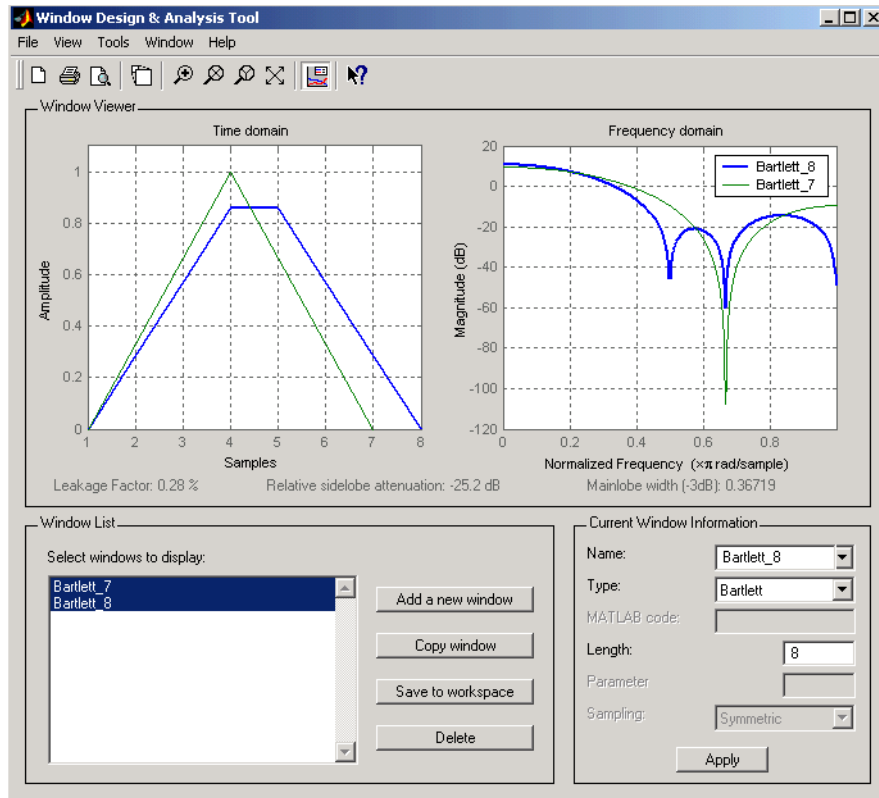 Window Design & Analysis Tool
File View Tools Window Help
Window Viewer
Time domain
Frequency domain
1
0.8
0.6
0.4
0.2
0
Amplitude
1 2 3 4 5 6 7 8
Samples
20
0
-20
-40
-60
-80
-100
-120
Magnitude (dB)
Bartlett_8
Bartlett_7
0 0.2 0.4 0.6 0.8
Normalized Frequency (×π rad/sample)
Leakage Factor: 0.28 %
Relative sidelobe attenuation: -25.2 dB
Mainlobe width (-3dB): 0.36719
Window List
Select windows to display:
Bartlett_7
Bartlett_8
Add a new window
Copy window
Save to workspace
Delete
Current Window Information
Name: Bartlett_8
Type: Bartlett
MATLAB code:
Length: 8
Parameter
Sampling: Symmetric
Apply